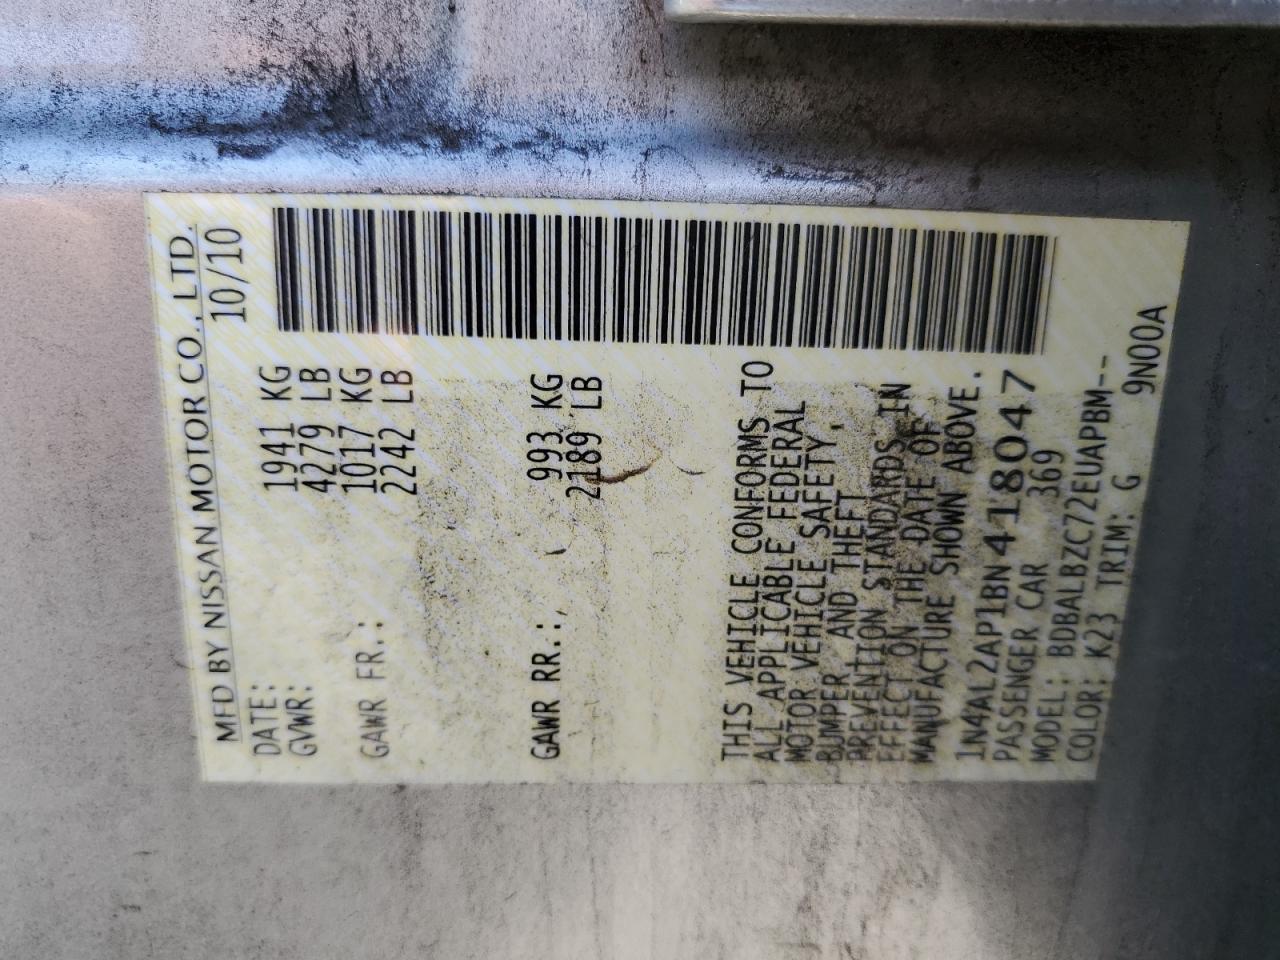 MFD BY NISSAN MOTOR CO., LTD.
DATE: 10/10
GVWR: 1941 KG
4279 LB
GAWR FR.: 1017 KG
2242 LB
GAWR RR.: 993 KG
2189 LB
THIS VEHICLE CONFORMS TO
ALL APPLICABLE FEDERAL
MOTOR VEHICLE SAFETY,
BUMPER, AND THEFT
PREVENTION STANDARDS IN
EFFECT ON THE DATE OF
MANUFACTURE SHOWN ABOVE.
1N4AL2AP1BN418047
PASSENGER CAR 369
MODEL: BDBALBZC72EUAPBM--
COLOR: K23 TRIM: G 9N00A